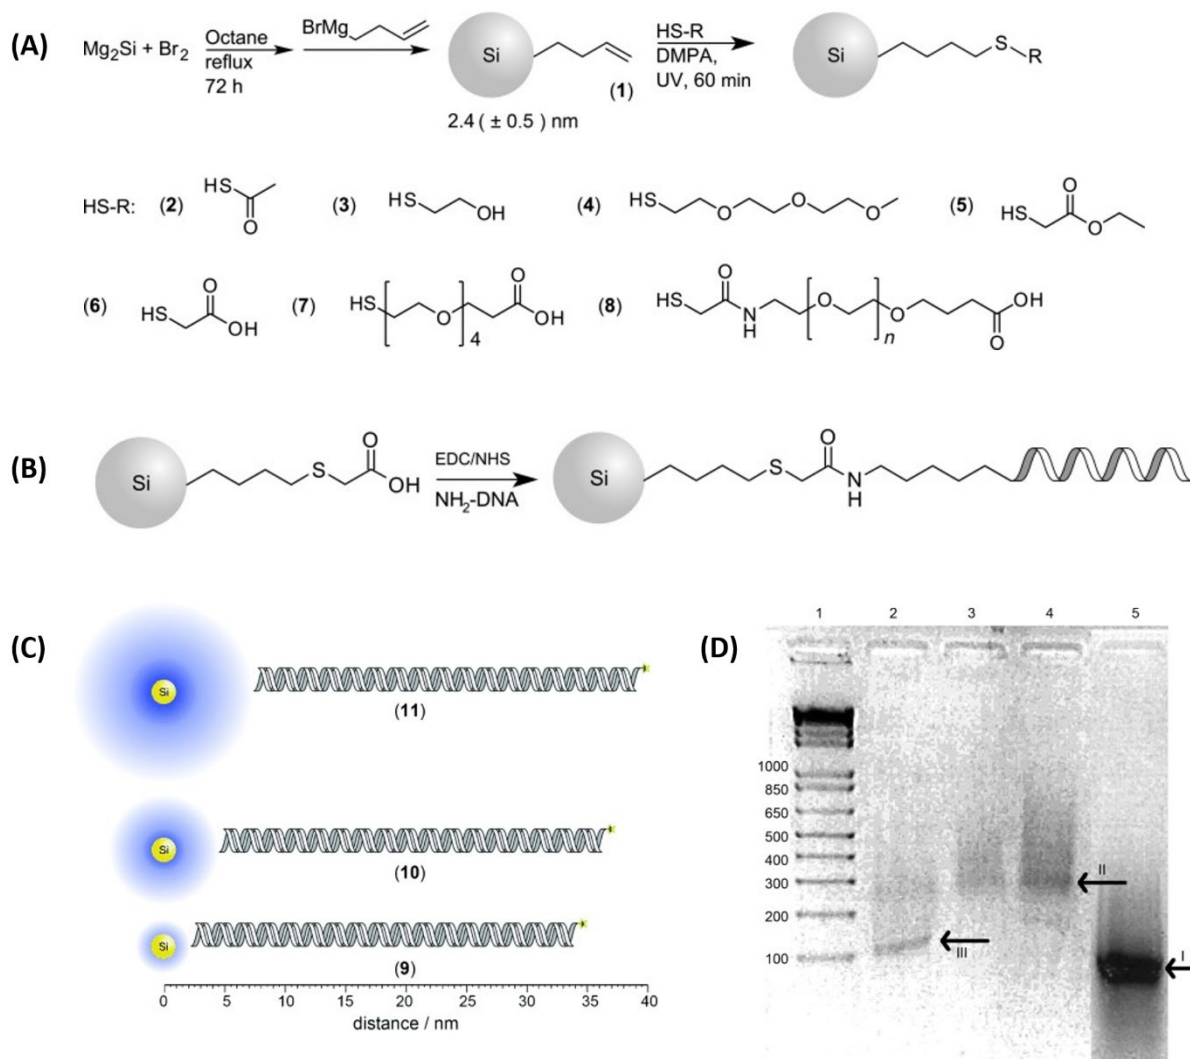 (A)
Mg2Si + Br2
Octane
reflux
72 h
BrMg
Si
(1)
2.4 ( ± 0.5 ) nm
HS-R
DMPA,
UV, 60 min
Si
S
R
HS-R:
(2)
HS
O
(3)
HS
OH
(4)
HS
O
O
O
(5)
HS
O
O
(6)
HS
O
OH
(7)
HS
O
4
O
OH
(8)
HS
O
N
H
O
n
O
OH
O
(B)
Si
S
O
OH
EDC/NHS
NH2-DNA
Si
S
O
N
H
(C)
Si
(11)
Si
(10)
Si
(9)
0 5 10 15 20 25 30 35 40
distance / nm
(D)
1 2 3 4 5
1000
850
650
500
400
300
200
100
II
III
I